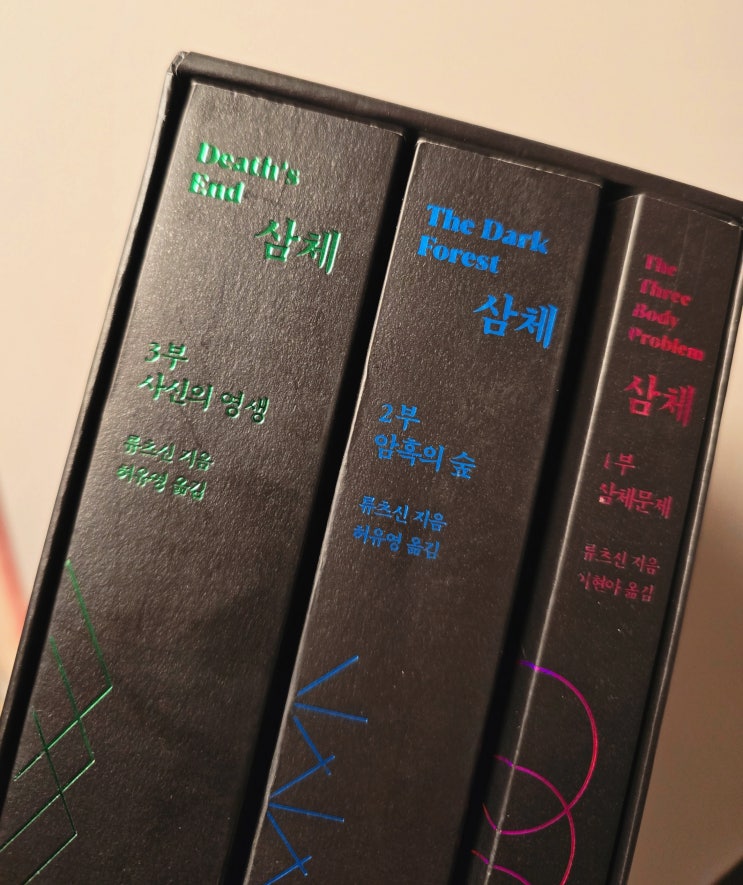 Death's
End
삼체
3부
사신의 영생
류츠신 지음
허유영 옮김
The Dark
Forest
삼체
2부
암흑의 숲
류츠신 지음
허유영 옮김
The
Three
Body
Problem
삼체
1부
삼체문제
류츠신 지음
이현아 옮김